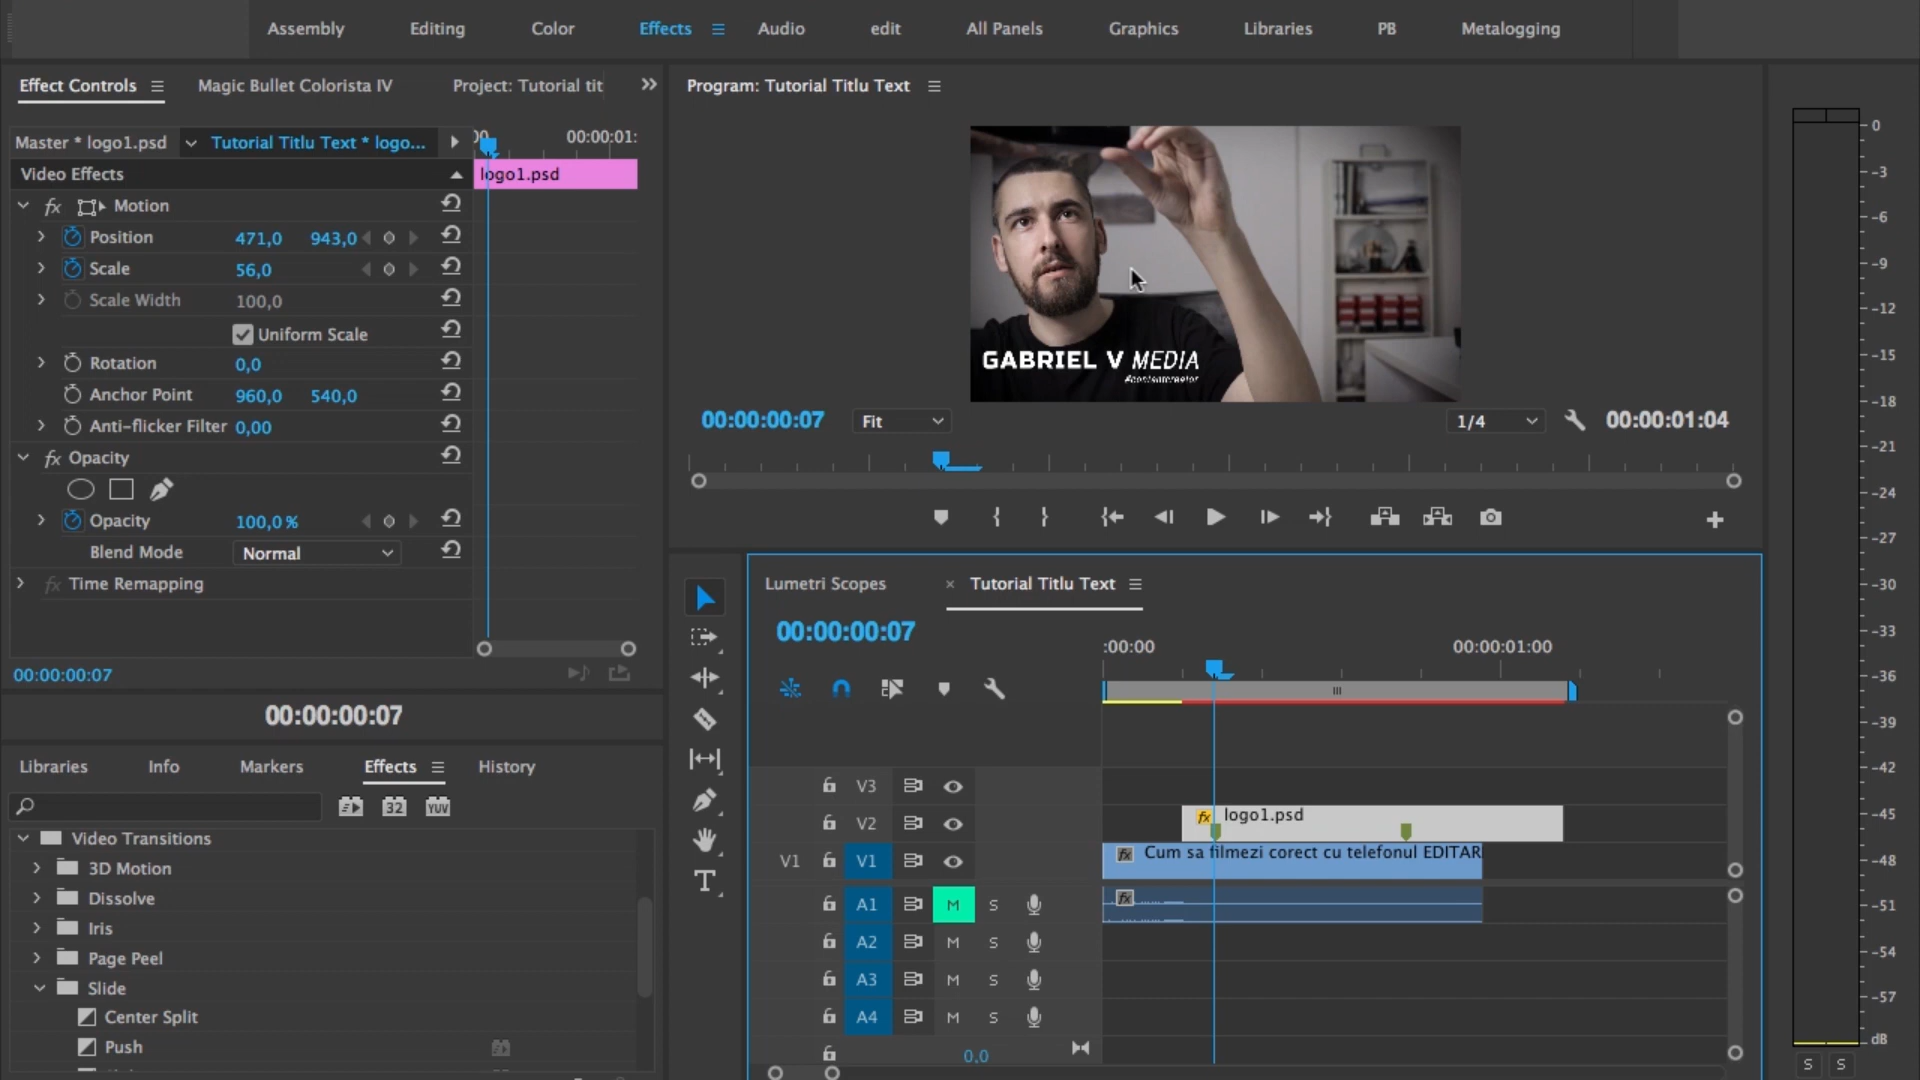 Assembly Editing Color Effects Audio edit All Panels Graphics Libraries PB Metalogging
Effect Controls Magic Bullet Colorista IV Project: Tutorial tit
Program: Tutorial Titlu Text
Master * logo1.psd Tutorial Titlu Text * logo...
00 00:00:01:
Video Effects
logo1.psd
fx Motion
Position 471,0 943,0
Scale 56,0
Scale Width 100,0
Uniform Scale
Rotation 0,0
Anchor Point 960,0 540,0
Anti-flicker Filter 0,00
fx Opacity
Opacity 100,0 %
Blend Mode Normal
fx Time Remapping
00:00:00:07
00:00:00:07
GABRIEL V MEDIA
00:00:00:07 Fit 1/4 00:00:01:04
Libraries Info Markers Effects History
32 YUV
Video Transitions
3D Motion
Dissolve
Iris
Page Peel
Slide
Center Split
Push
Lumetri Scopes × Tutorial Titlu Text
00:00:00:07
:00:00 00:00:01:00
V3
V2 fx logo1.psd
V1 V1 fx Cum sa filmezi corect cu telefonul EDITAR
A1 M S fx
A2 M S
A3 M S
A4 M S
0,0
0
-3
-6
-9
-12
-15
-18
-21
-24
-27
-30
-33
-36
-39
-42
-45
-48
-51
-54
-57
dB
S S